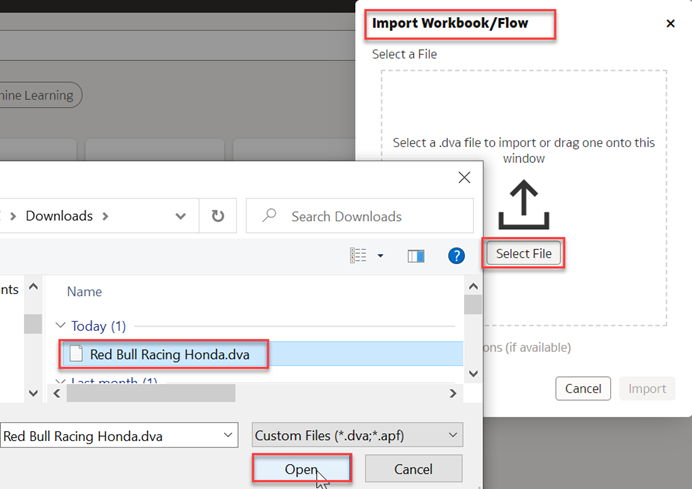 Import Workbook/Flow
Select a File
hine Learning
Select a .dva file to import or drag one onto this
window
Downloads
Search Downloads
Select File
nts
Name
Today (1)
ons (if available)
Red Bull Racing Honda.dva
Last month (1)
Cancel
Import
Red Bull Racing Honda.dva
Custom Files (*.dva;*.apf)
Open
Cancel